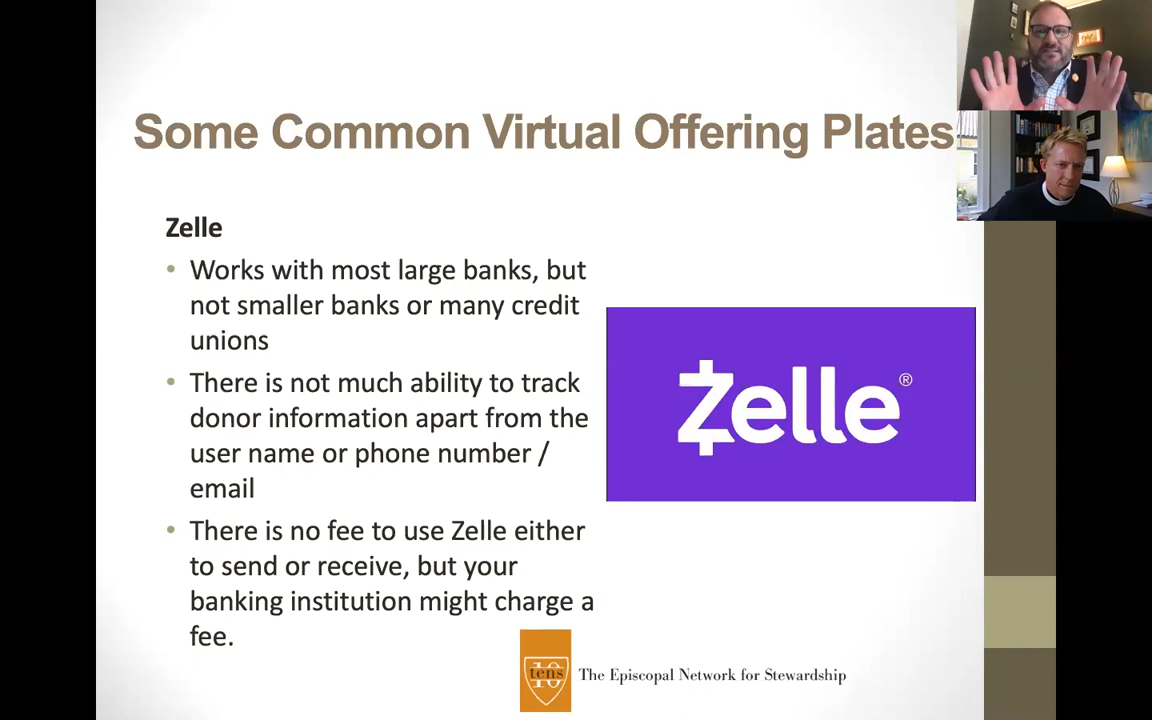 Some Common Virtual Offering Plates
Zelle
• Works with most large banks, but
not smaller banks or many credit
unions
• There is not much ability to track
donor information apart from the
user name or phone number /
email
• There is no fee to use Zelle either
to send or receive, but your
banking institution might charge a
fee.
Zelle®
tens
10
The Episcopal Network for Stewardship